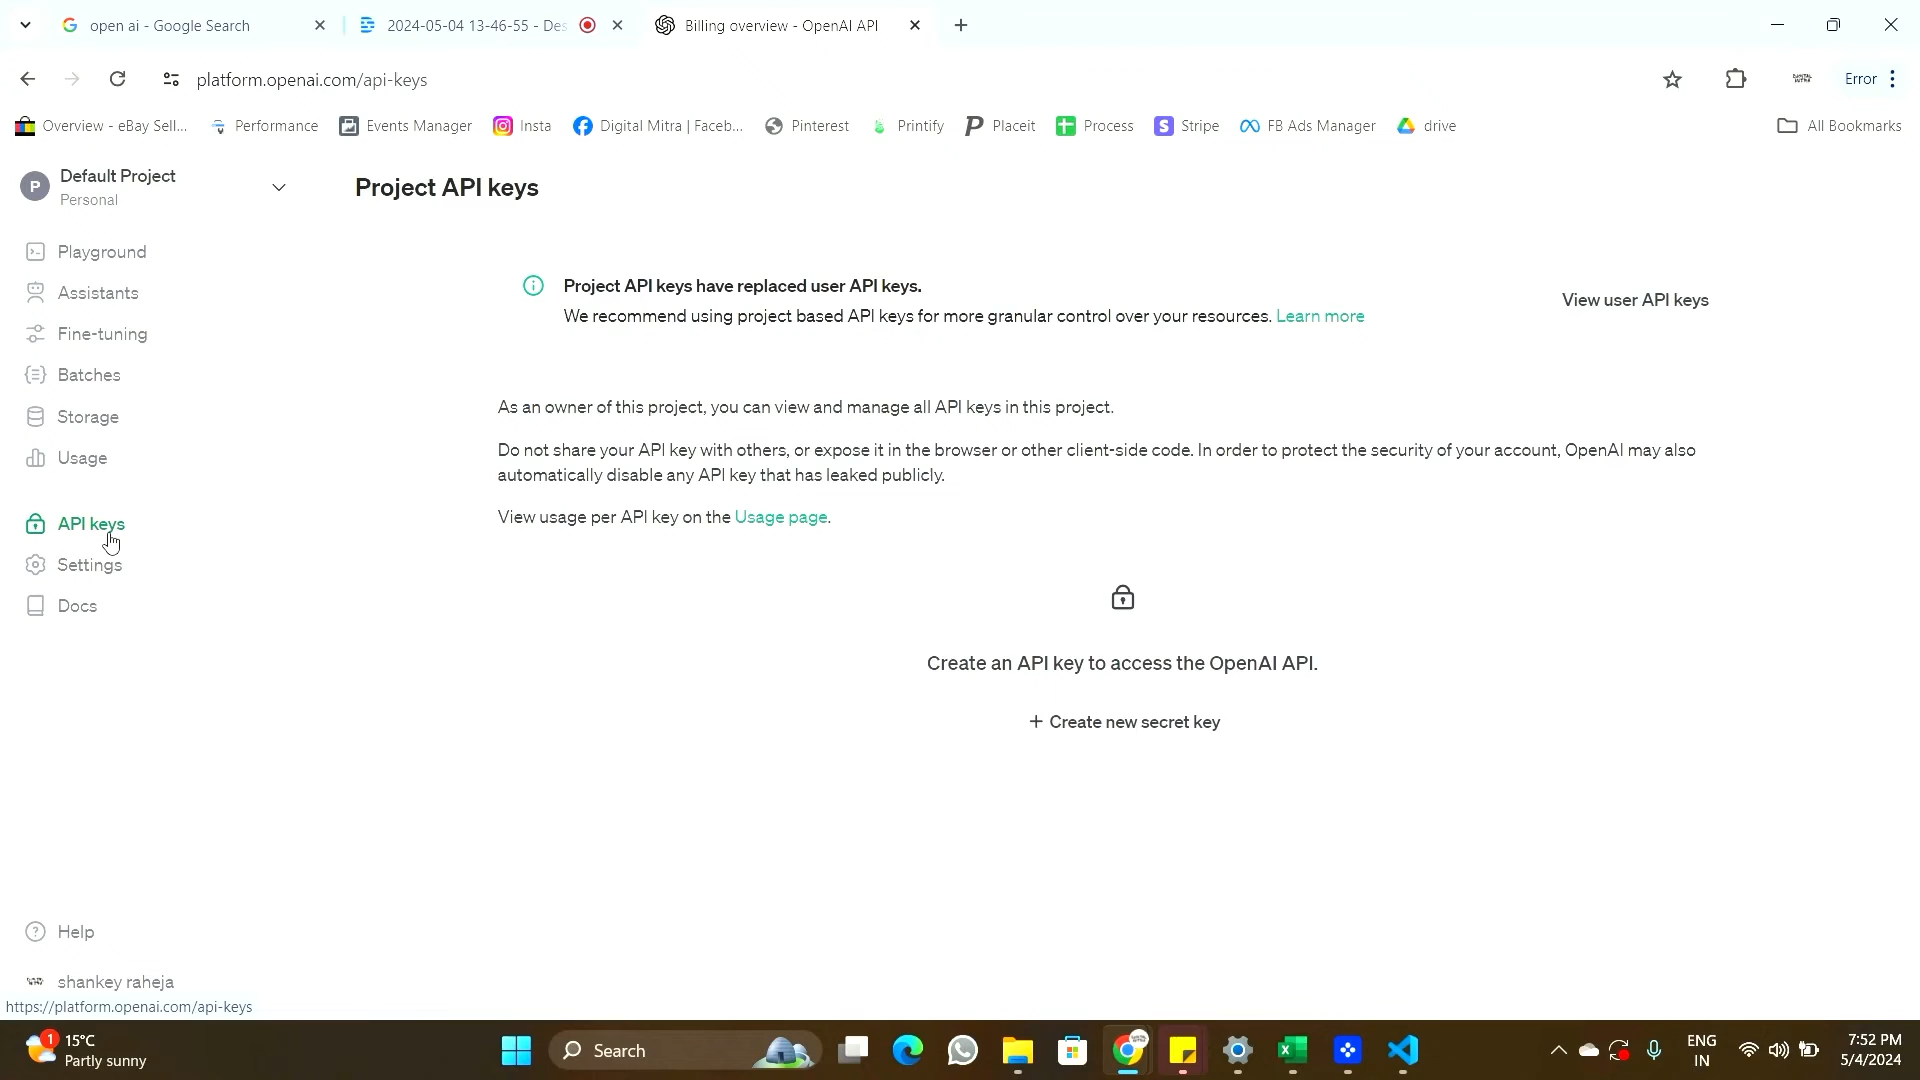 open ai - Google Search
2024-05-04 13-46-55 - Des
Billing overview - OpenAI API
platform.openai.com/api-keys
Error
Overview - eBay Sell...
Performance
Events Manager
Insta
Digital Mitra | Faceb...
Pinterest
Printify
Placeit
Process
Stripe
FB Ads Manager
drive
All Bookmarks
P
Default Project
Personal
Project API keys
Playground
Assistants
Fine-tuning
Batches
Storage
Usage
API keys
Settings
Docs
Project API keys have replaced user API keys.
We recommend using project based API keys for more granular control over your resources. Learn more
View user API keys
As an owner of this project, you can view and manage all API keys in this project.
Do not share your API key with others, or expose it in the browser or other client-side code. In order to protect the security of your account, OpenAI may also
automatically disable any API key that has leaked publicly.
View usage per API key on the Usage page.
Create an API key to access the OpenAI API.
+ Create new secret key
Help
shankey raheja
https://platform.openai.com/api-keys
1
15°C
Partly sunny
Search
ENG
IN
7:52 PM
5/4/2024